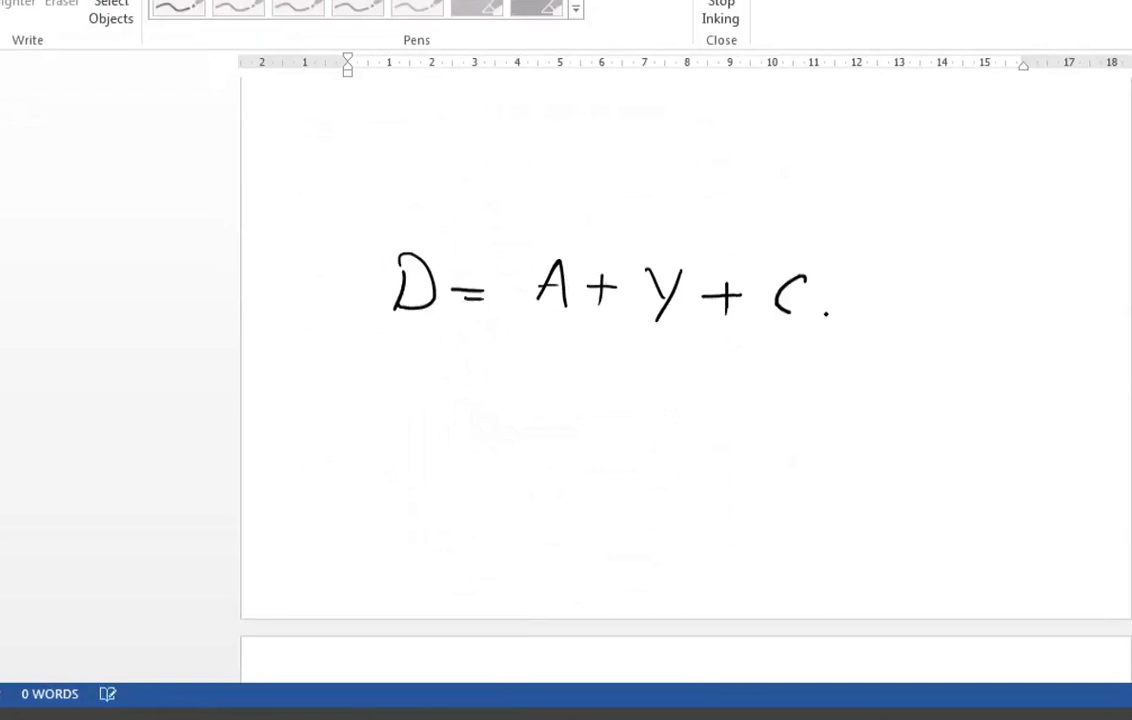 Eraser
Select
Objects
Stop
Inking
Write
Pens
Close
2 1 1 2 3 4 5 6 7 8 9 10 11 12 13 14 15 17 18
D = A + Y + C.
0 WORDS